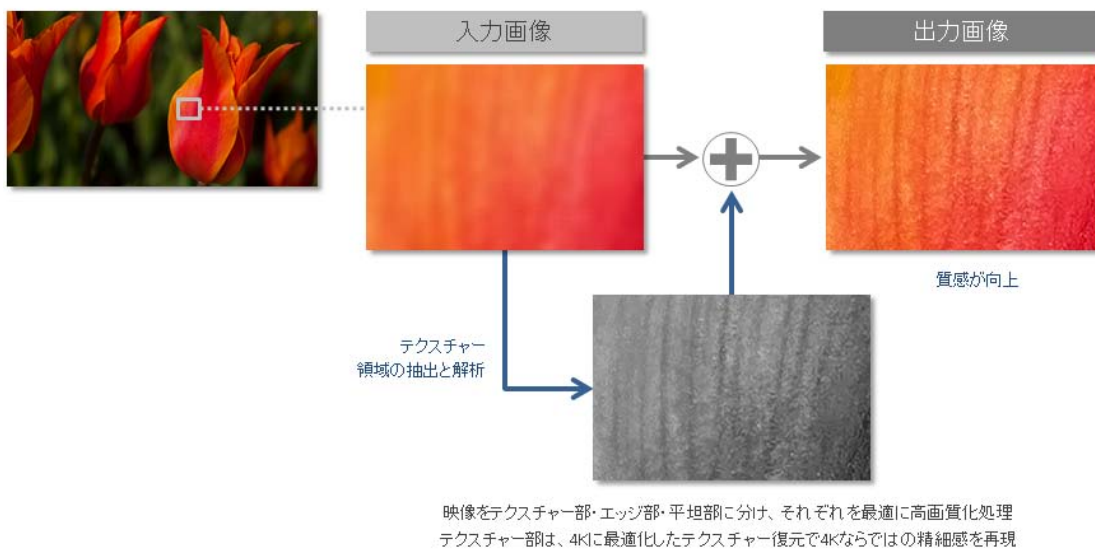 入力画像
出力画像
質感が向上
テクスチャー
領域の抽出と解析
映像をテクスチャー部・エッジ部・平坦部に分け、それぞれを最適に高画質化処理
テクスチャー部は、4Kに最適化したテクスチャー復元で4Kならではの精細感を再現